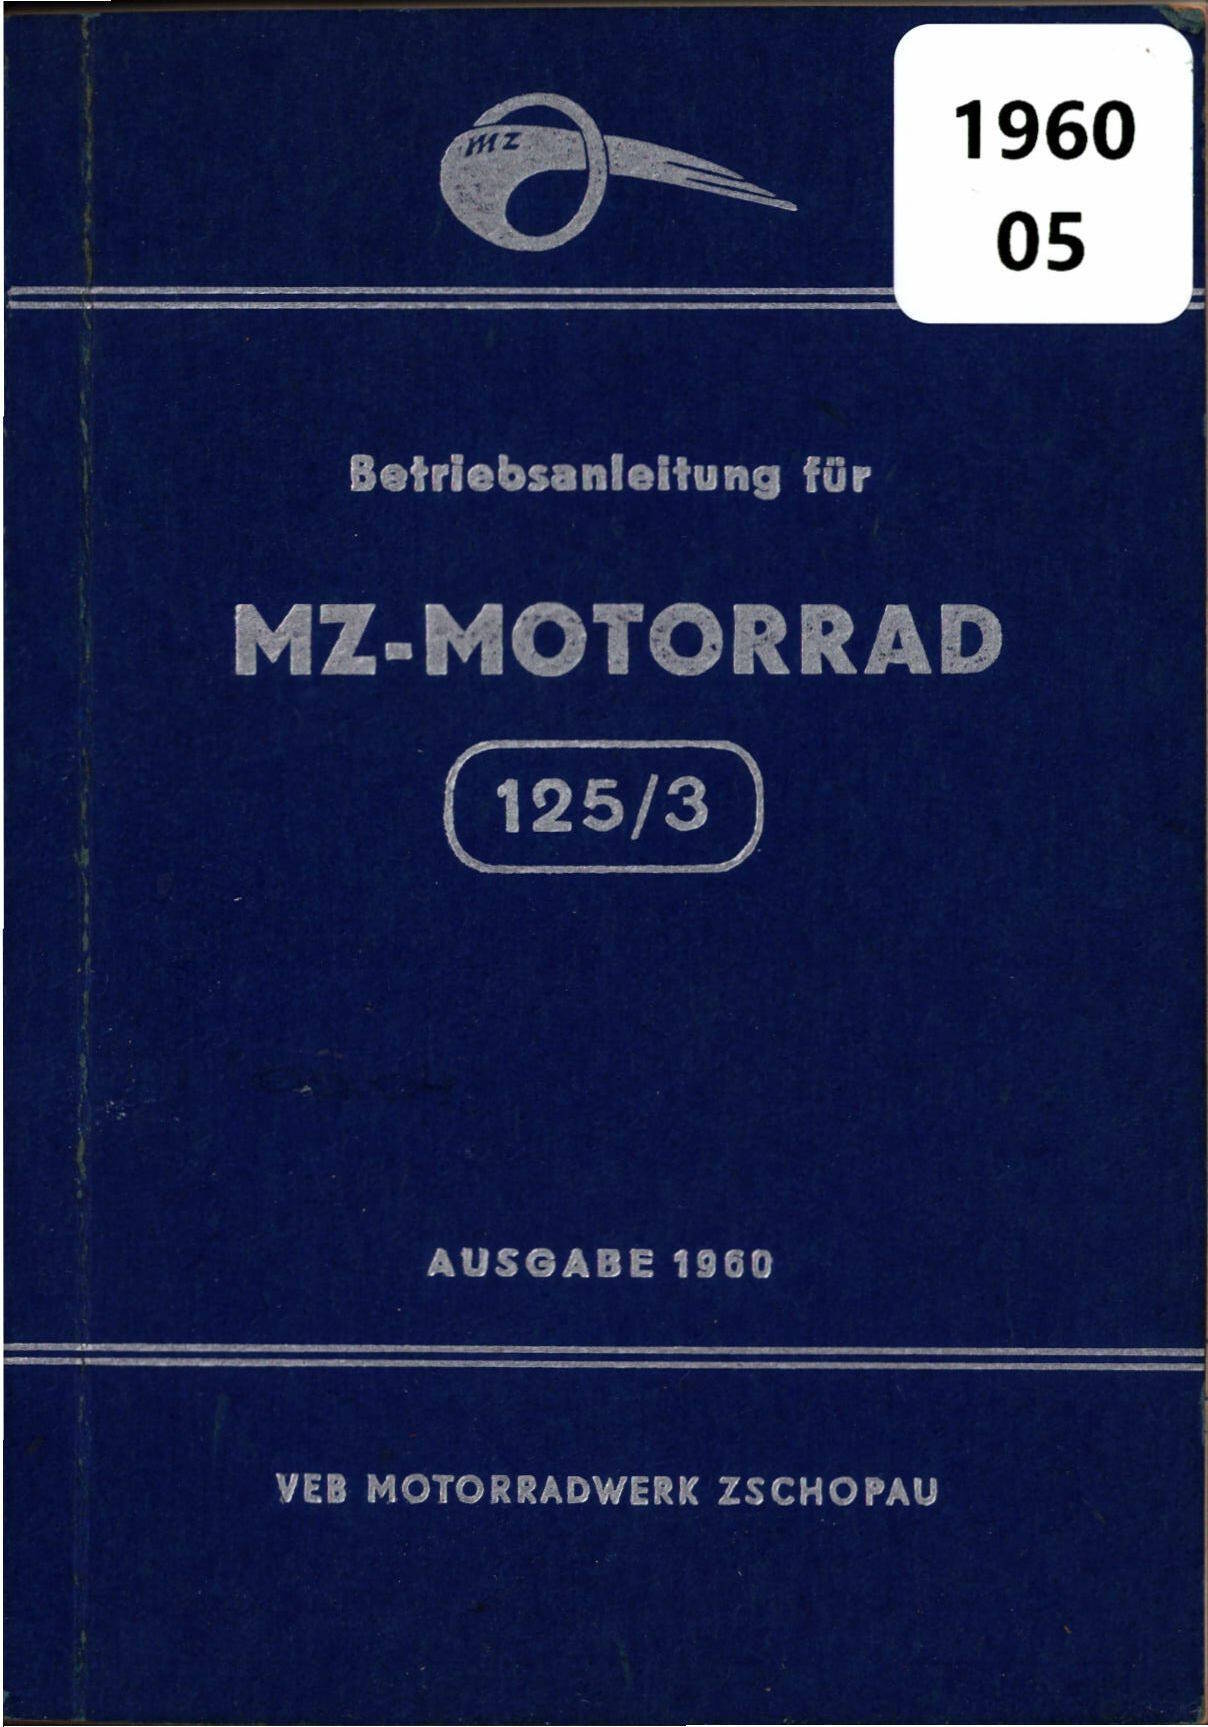 mz
1960
05
Betriebsanleitung für
MZ-MOTORRAD
125/3
AUSGABE 1960
VEB MOTORRADWERK ZSCHOPAU